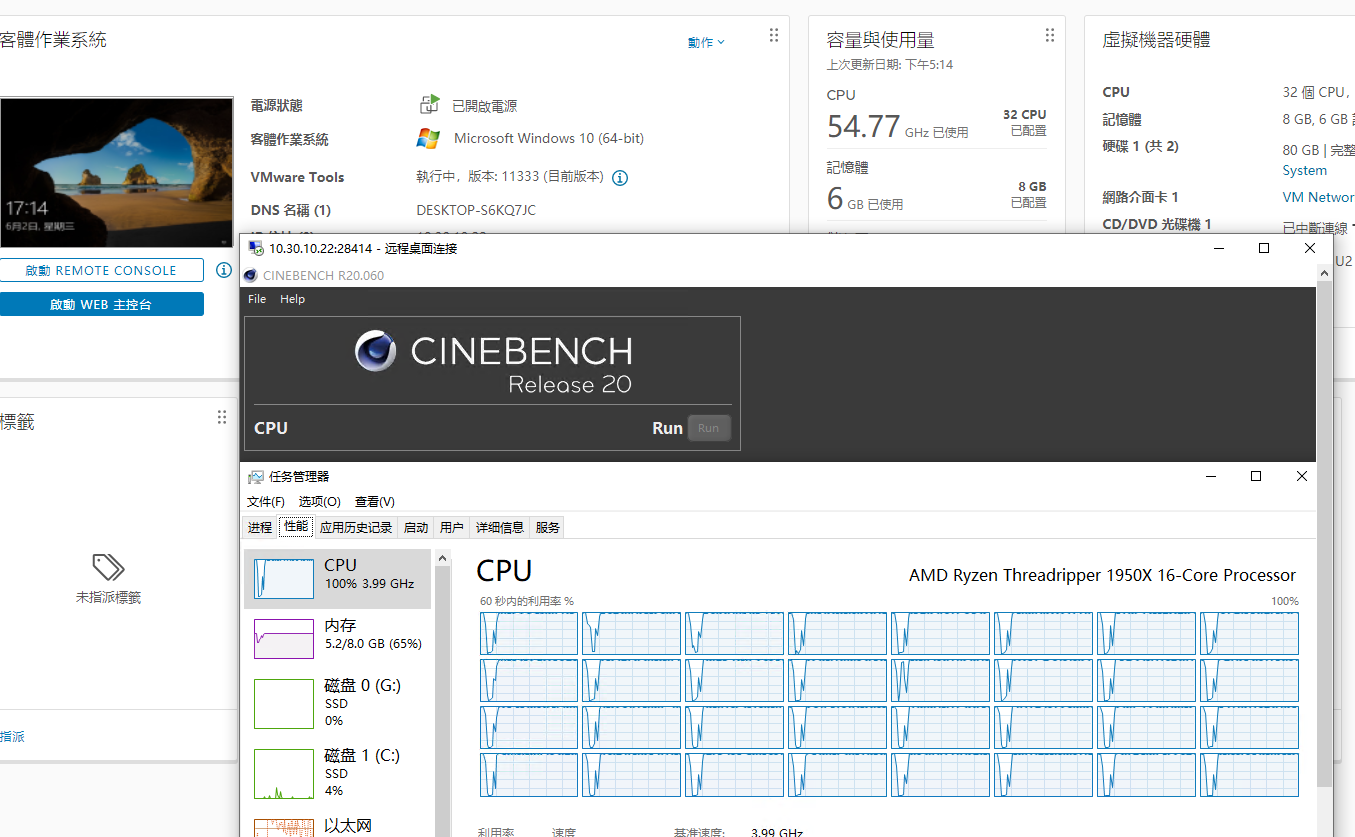 客體作業系統
動作
電源狀態
已開啟電源
客體作業系統
Microsoft Windows 10 (64-bit)
VMware Tools
執行中，版本: 11333 (目前版本)
DNS 名稱 (1)
DESKTOP-S6KQ7JC
17:14
6月2日, 星期三
啟動 REMOTE CONSOLE
啟動 WEB 主控台
容量與使用量
上次更新日期: 下午5:14
CPU
54.77 GHz 已使用
32 CPU
已配置
記憶體
6 GB 已使用
8 GB
已配置
虛擬機器硬體
CPU
32 個 CPU，
記憶體
8 GB, 6 GB
硬碟 1 (共 2)
80 GB | 完整
System
網路介面卡 1
VM Networ
CD/DVD 光碟機 1
已中斷連線
U2
標籤
未指派標籤
指派
10.30.10.22:28414 - 远程桌面连接
CINEBENCH R20.060
File Help
CINEBENCH
Release 20
CPU
Run
Run
任务管理器
文件(F) 选项(O) 查看(V)
进程 性能 应用历史记录 启动 用户 详细信息 服务
CPU
100% 3.99 GHz
内存
5.2/8.0 GB (65%)
磁盘 0 (G:)
SSD
0%
磁盘 1 (C:)
SSD
4%
以太网
CPU
AMD Ryzen Threadripper 1950X 16-Core Processor
60 秒内的利用率 %
100%
利用率 速度 基准速度: 3.99 GHz